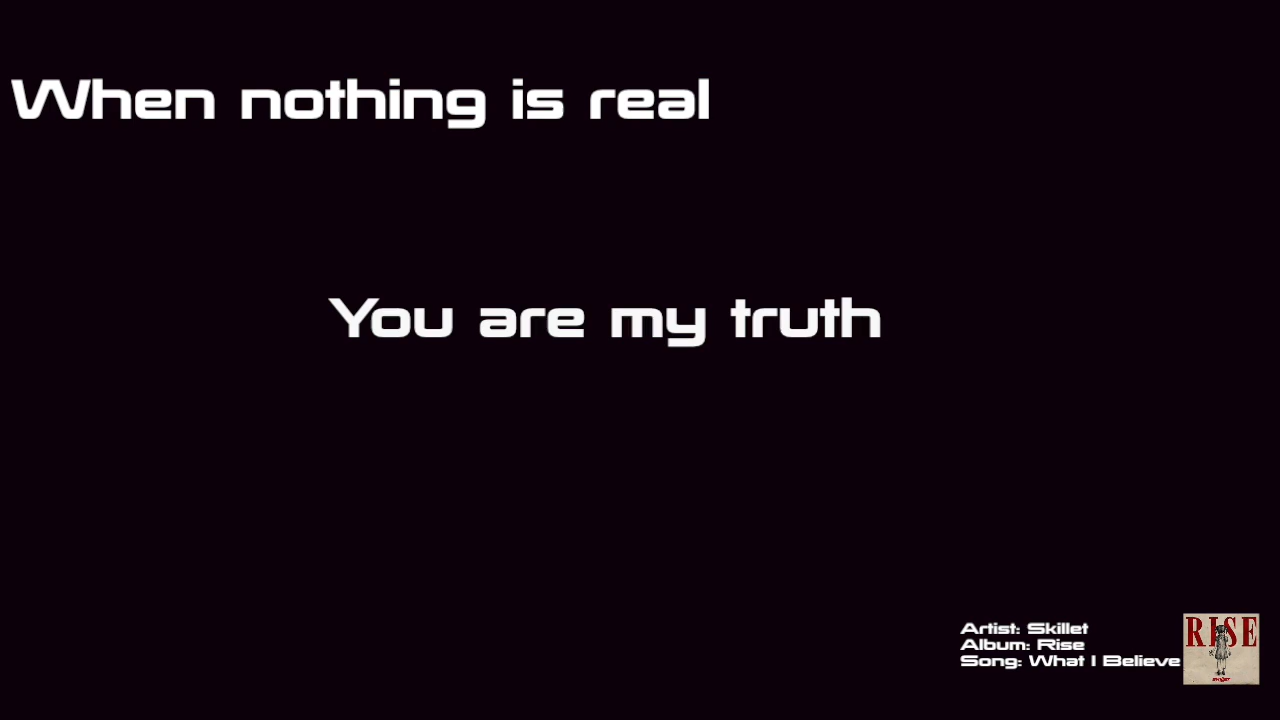 When nothing is real
You are my truth
Artist: Skillet
Album: Rise
Song: What I Believe
RISE